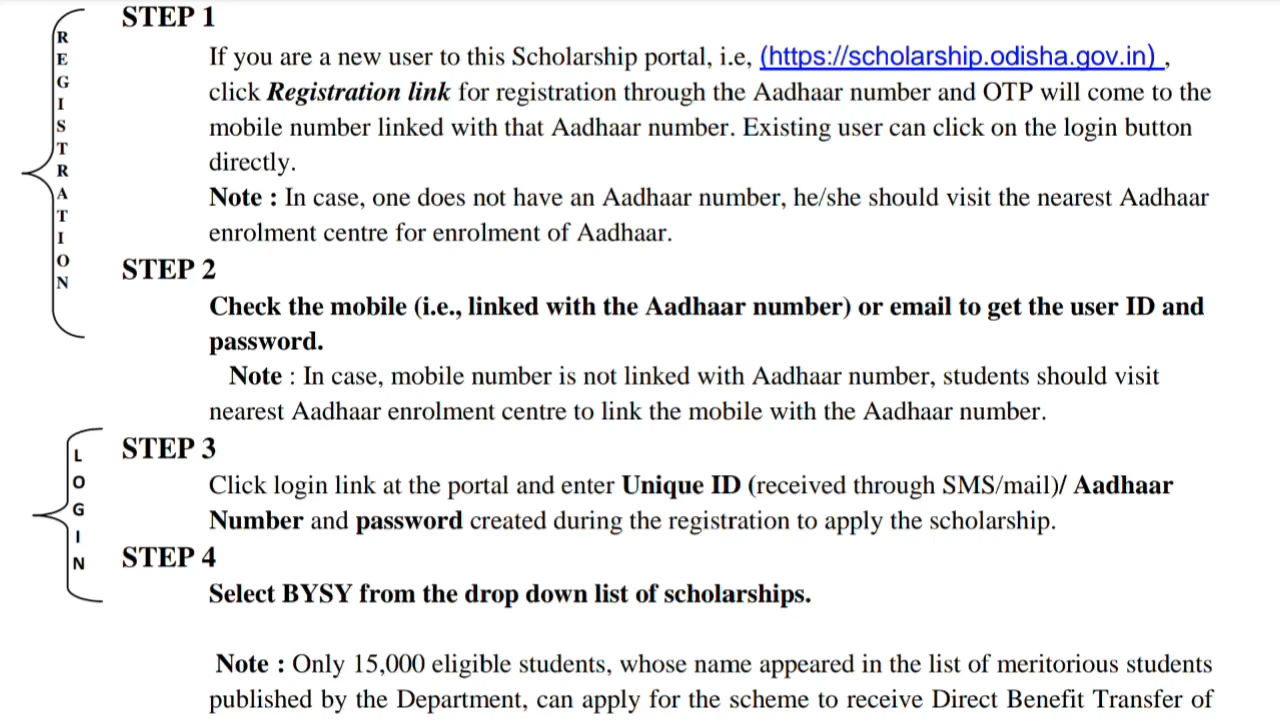 REGISTRATION
STEP 1
If you are a new user to this Scholarship portal, i.e, (https://scholarship.odisha.gov.in) ,
click Registration link for registration through the Aadhaar number and OTP will come to the
mobile number linked with that Aadhaar number. Existing user can click on the login button
directly.
Note : In case, one does not have an Aadhaar number, he/she should visit the nearest Aadhaar
enrolment centre for enrolment of Aadhaar.
STEP 2
Check the mobile (i.e., linked with the Aadhaar number) or email to get the user ID and
password.
Note : In case, mobile number is not linked with Aadhaar number, students should visit
nearest Aadhaar enrolment centre to link the mobile with the Aadhaar number.
LOGIN
STEP 3
Click login link at the portal and enter Unique ID (received through SMS/mail)/ Aadhaar
Number and password created during the registration to apply the scholarship.
STEP 4
Select BYSY from the drop down list of scholarships.
Note : Only 15,000 eligible students, whose name appeared in the list of meritorious students
published by the Department, can apply for the scheme to receive Direct Benefit Transfer of